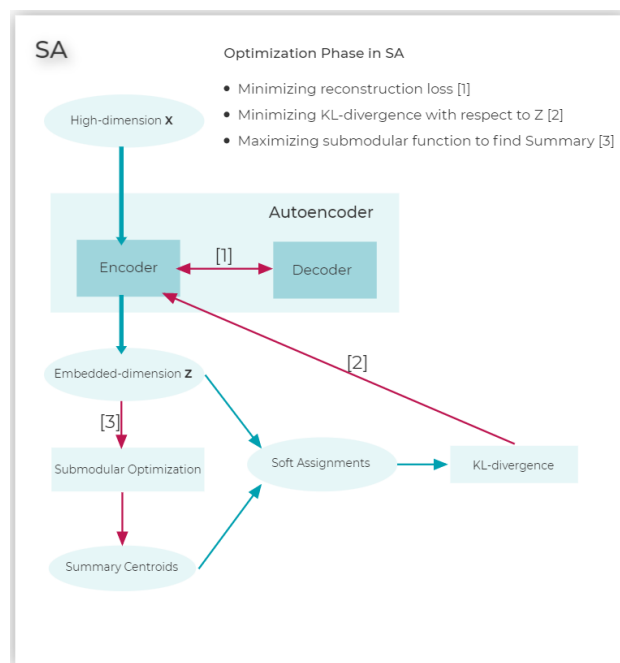 SA
Optimization Phase in SA
Minimizing reconstruction loss [1]
Minimizing KL-divergence with respect to Z [2]
Maximizing submodular function to find Summary [3]
High-dimension X
Autoencoder
Encoder
[1]
Decoder
Embedded-dimension Z
[2]
[3]
Submodular Optimization
Soft Assignments
KL-divergence
Summary Centroids